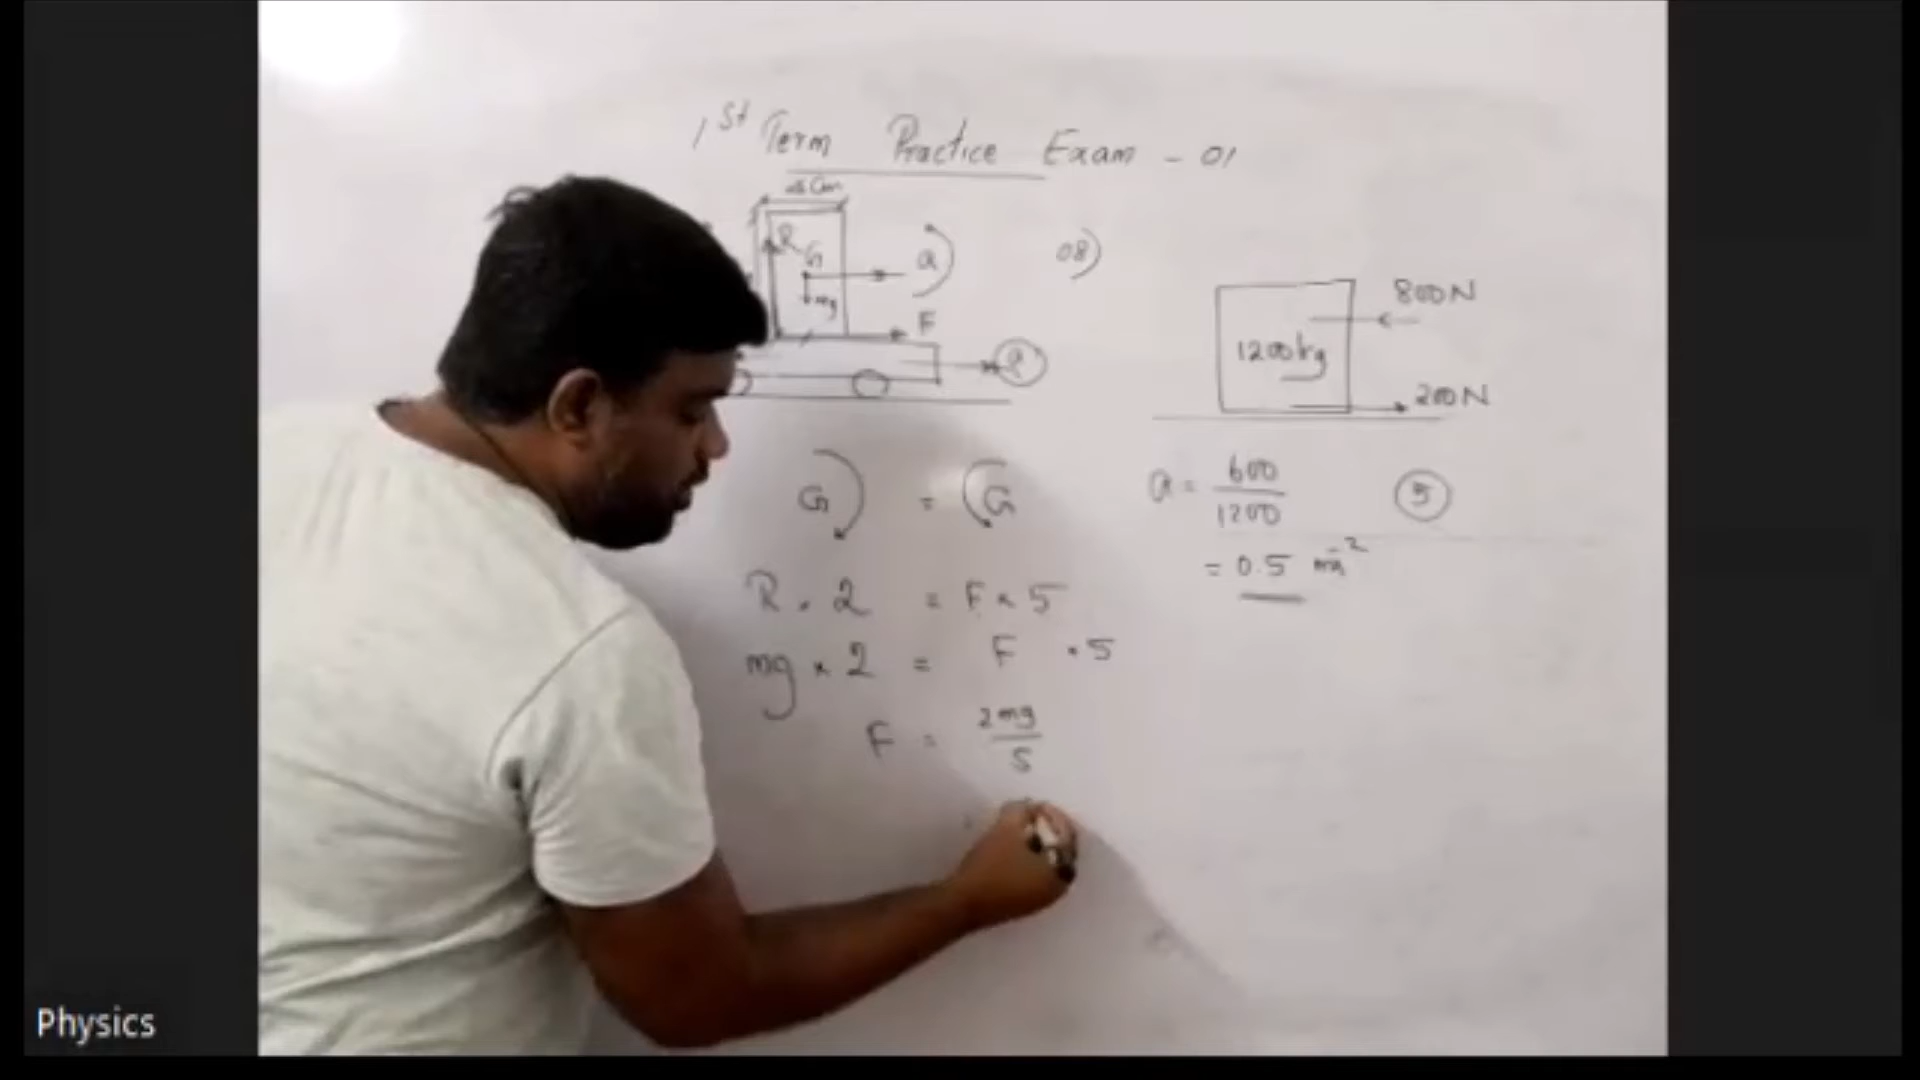 1st Term Practice Exam - 01
R
G
mg
a
F
a
08)
800N
1200kg
200N
G = G
R × 2 = F × 5
mg × 2 = F × 5
F = 2mg / 5
a = 600 / 1200
5
= 0.5 ms⁻²
Physics